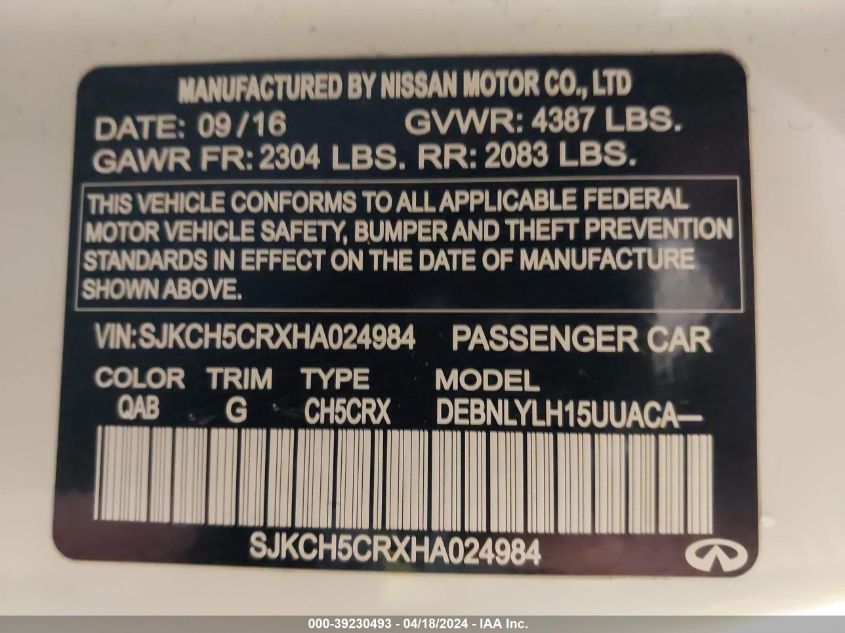 MANUFACTURED BY NISSAN MOTOR CO., LTD
DATE: 09/16 GVWR: 4387 LBS.
GAWR FR: 2304 LBS. RR: 2083 LBS.
THIS VEHICLE CONFORMS TO ALL APPLICABLE FEDERAL
MOTOR VEHICLE SAFETY, BUMPER AND THEFT PREVENTION
STANDARDS IN EFFECT ON THE DATE OF MANUFACTURE
SHOWN ABOVE.
VIN: SJKCH5CRXHA024984 PASSENGER CAR
COLOR TRIM TYPE MODEL
QAB G CH5CRX DEBNLYLH15UUACA—
SJKCH5CRXHA024984
000-39230493 - 04/18/2024 - IAA Inc.